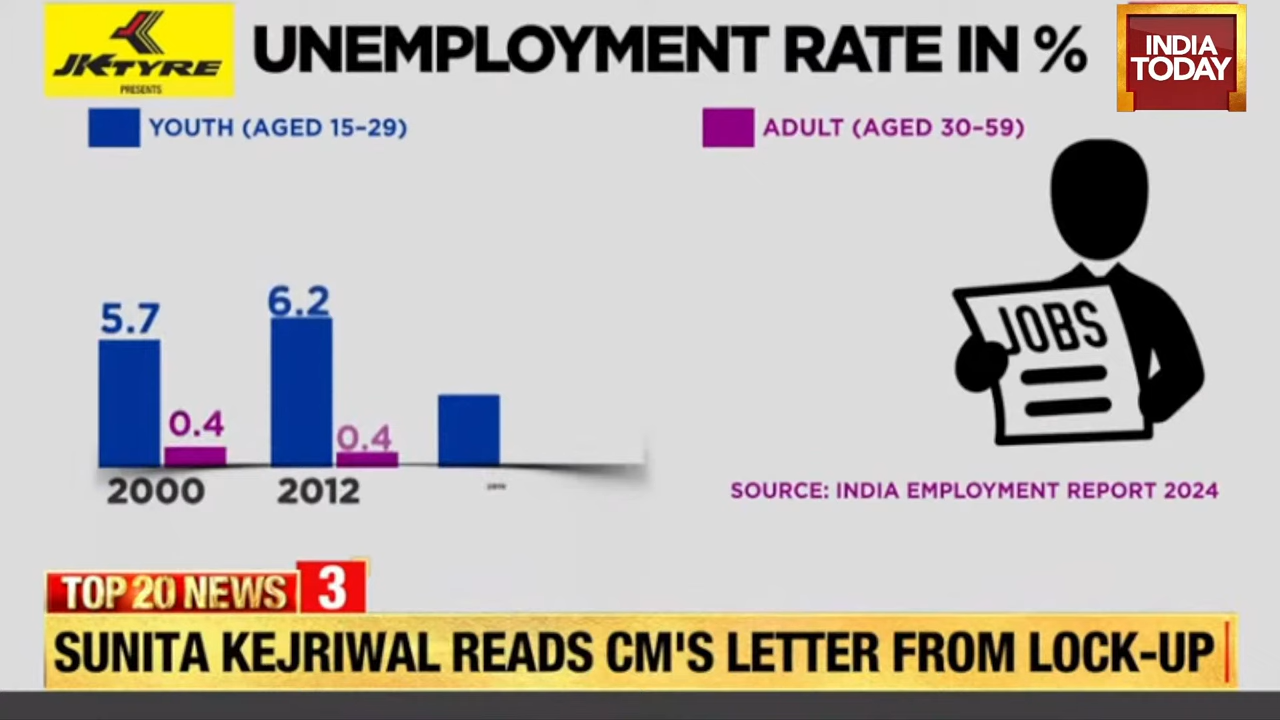 JK TYRE
PRESENTS
UNEMPLOYMENT RATE IN %
INDIA
TODAY
YOUTH (AGED 15–29)
ADULT (AGED 30–59)
5.7
0.4
6.2
0.4
JOBS
2000
2012
SOURCE: INDIA EMPLOYMENT REPORT 2024
TOP 20 NEWS
3
SUNITA KEJRIWAL READS CM'S LETTER FROM LOCK-UP